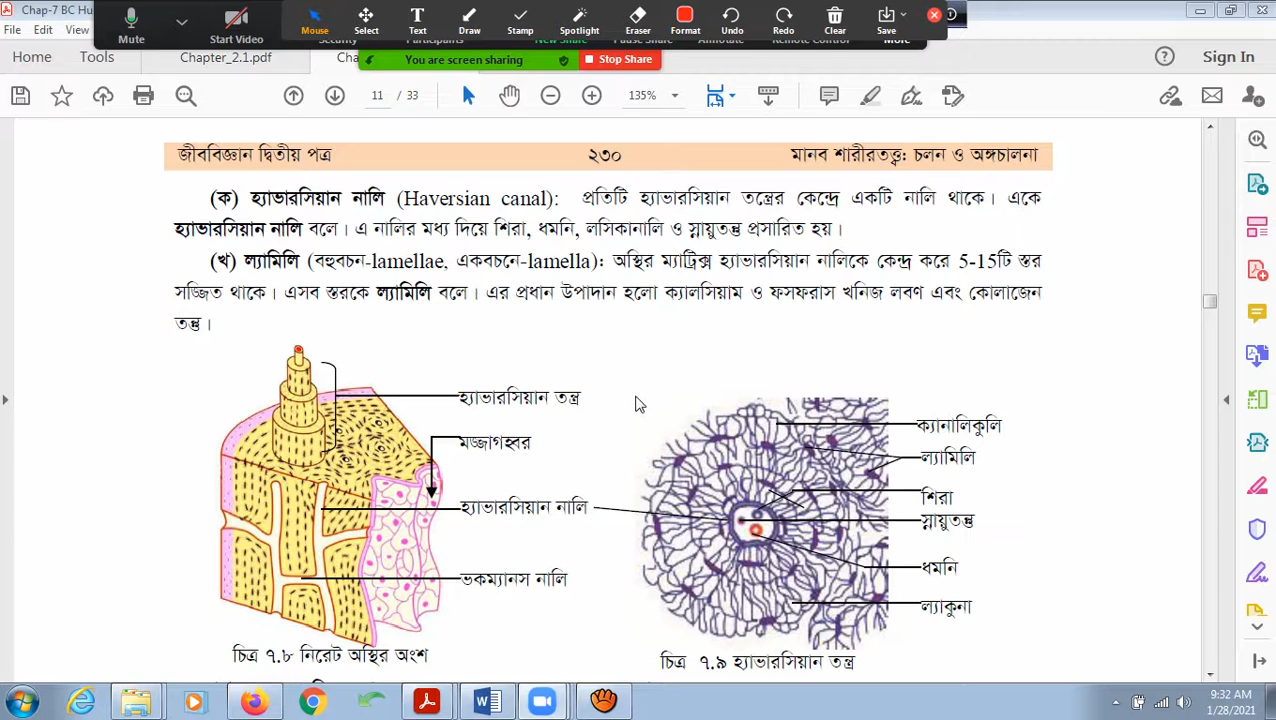 Chap-7 BC Hu
Mute
Start Video
Mouse
Select
Text
Draw
Stamp
Spotlight
Eraser
Format
Undo
Redo
Clear
Save
File Edit View
You are screen sharing
Stop Share
Home
Tools
Chapter_2.1.pdf
Sign In
11 / 33
135%
জীববিজ্ঞান দ্বিতীয় পত্র
২৩০
মানব শারীরতত্ত্ব: চলন ও অঙ্গচালনা
(ক) হ্যাভারসিয়ান নালি (Haversian canal): প্রতিটি হ্যাভারসিয়ান তন্ত্রের কেন্দ্রে একটি নালি থাকে। একে
হ্যাভারসিয়ান নালি বলে। এ নালির মধ্য দিয়ে শিরা, ধমনি, লসিকানালি ও স্নায়ুতন্তু প্রসারিত হয়।
(খ) ল্যামিলি (বহুবচন-lamellae, একবচনে-lamella): অস্থির ম্যাট্রিক্স হ্যাভারসিয়ান নালিকে কেন্দ্র করে 5-15টি স্তর
সজ্জিত থাকে। এসব স্তরকে ল্যামিলি বলে। এর প্রধান উপাদান হলো ক্যালসিয়াম ও ফসফরাস খনিজ লবণ এবং কোলাজেন
তন্তু।
হ্যাভারসিয়ান তন্ত্র
মজ্জাগহ্বর
হ্যাভারসিয়ান নালি
ভকম্যানস নালি
চিত্র ৭.৮ নিরেট অস্থির অংশ
ক্যানালিকুলি
ল্যামিলি
শিরা
স্নায়ুতন্তু
ধমনি
ল্যাকুনা
চিত্র ৭.৯ হ্যাভারসিয়ান তন্ত্র
9:32 AM
1/28/2021